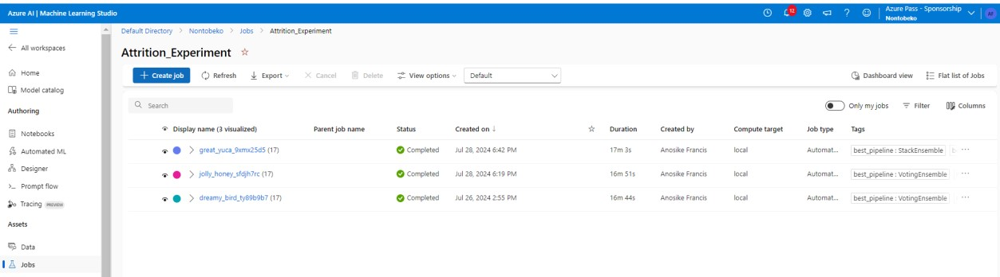 Azure AI | Machine Learning Studio
12
?
Azure Pass - Sponsorship
Nontobeko
AF
All workspaces
Home
Model catalog
Authoring
Notebooks
Automated ML
Designer
Prompt flow
Tracing PREVIEW
Assets
Data
Jobs
Default Directory > Nontobeko > Jobs > Attrition_Experiment
Attrition_Experiment
+ Create job Refresh Export Cancel Delete View options Default Dashboard view Flat list of Jobs
Search Only my jobs Filter Columns
Display name (3 visualized) Parent job name Status Created on ↓ Duration Created by Compute target Job type Tags
great_yuca_9xmx25d5 (17) Completed Jul 28, 2024 6:42 PM 17m 3s Anosike Francis local Automat... best_pipeline : StackEnsemble ...
jolly_honey_sfdjh7rc (17) Completed Jul 28, 2024 6:19 PM 16m 51s Anosike Francis local Automat... best_pipeline : VotingEnsemble ...
dreamy_bird_ty89b9b7 (17) Completed Jul 26, 2024 2:55 PM 16m 44s Anosike Francis local Automat... best_pipeline : VotingEnsemble ...